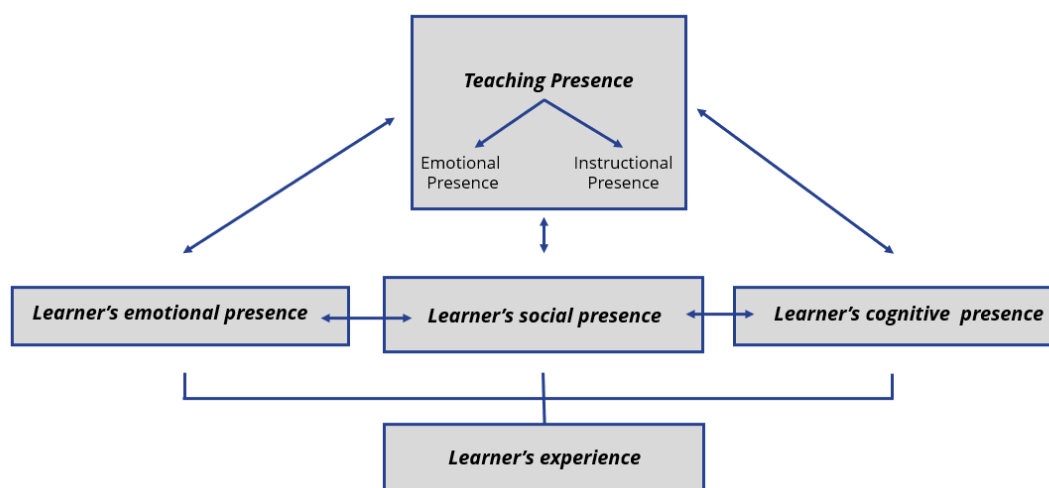 Teaching Presence
Emotional
Presence
Instructional
Presence
Learner’s emotional presence
Learner’s social presence
Learner’s cognitive presence
Learner’s experience